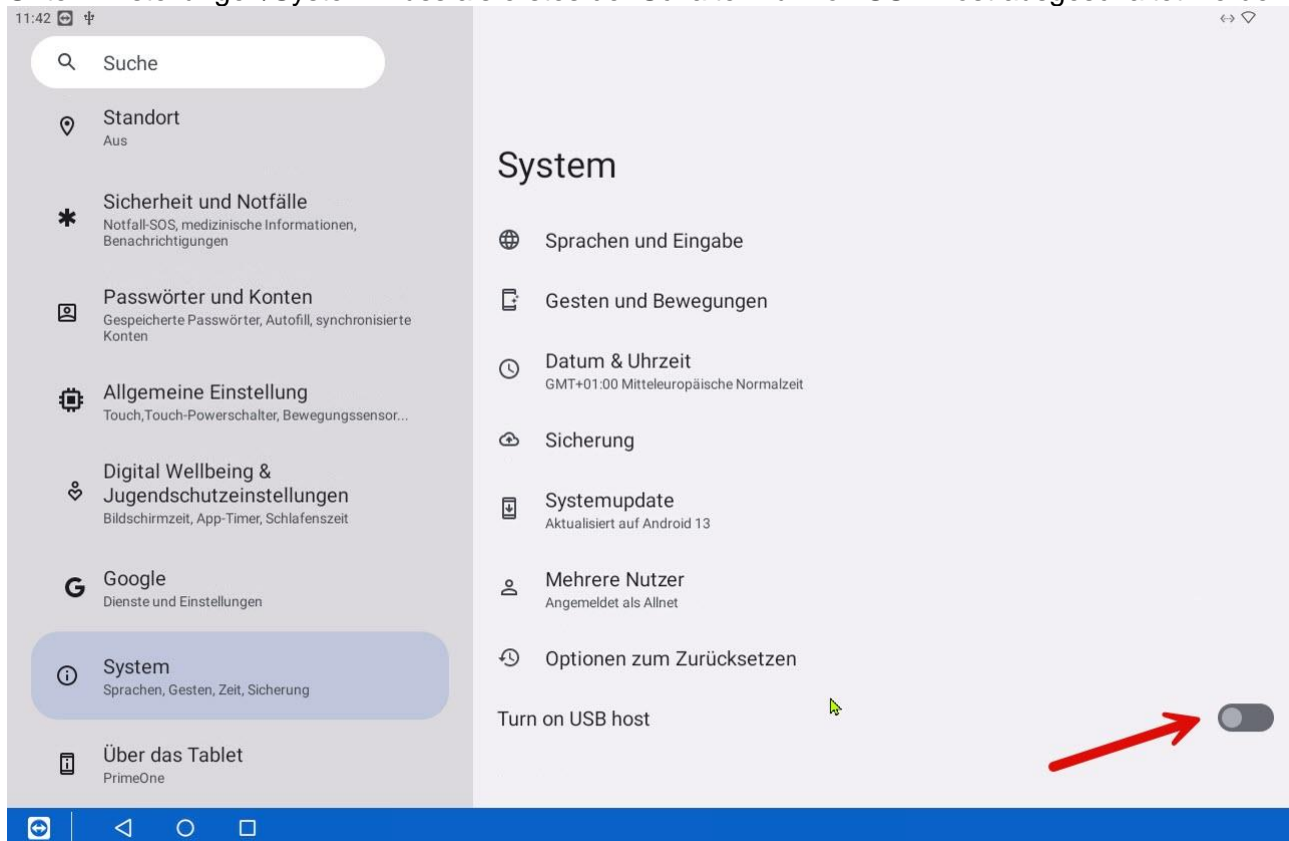 11:42
Suche
Standort
Aus
Sicherheit und Notfälle
Notfall-SOS, medizinische Informationen,
Benachrichtigungen
Passwörter und Konten
Gespeicherte Passwörter, Autofill, synchronisierte
Konten
Allgemeine Einstellung
Touch,Touch-Powerschalter, Bewegungssensor...
Digital Wellbeing &
Jugendschutzeinstellungen
Bildschirmzeit, App-Timer, Schlafenszeit
Google
Dienste und Einstellungen
System
Sprachen, Gesten, Zeit, Sicherung
Über das Tablet
PrimeOne
System
Sprachen und Eingabe
Gesten und Bewegungen
Datum & Uhrzeit
GMT+01:00 Mitteleuropäische Normalzeit
Sicherung
Systemupdate
Aktualisiert auf Android 13
Mehrere Nutzer
Angemeldet als Allnet
Optionen zum Zurücksetzen
Turn on USB host